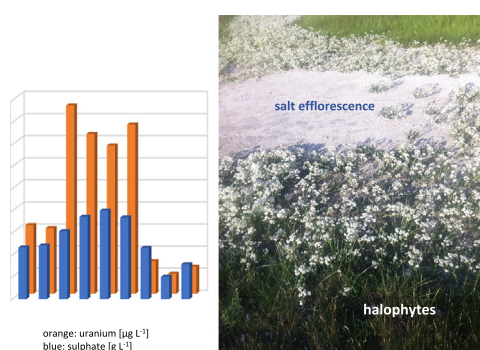 salt efflorescence
halophytes
orange: uranium [µg L⁻¹]
blue: sulphate [g L⁻¹]